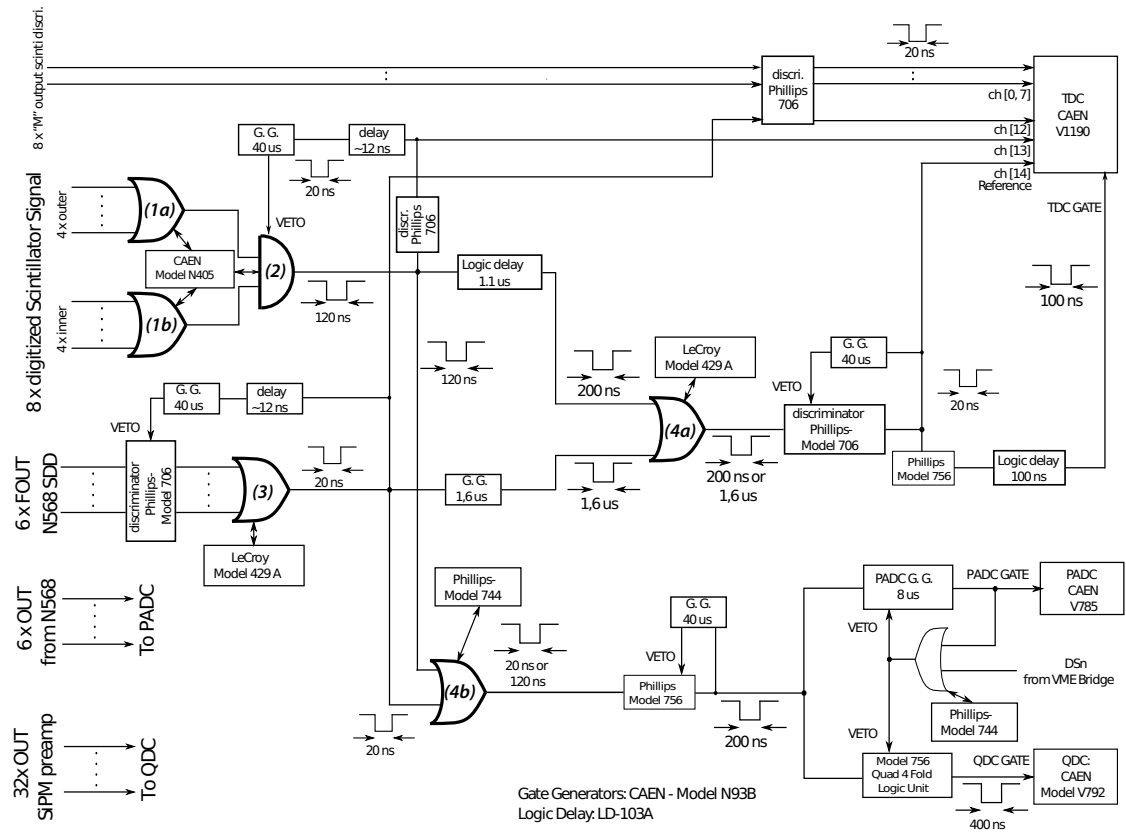 8 x "M" output scinti discri.
discri.
Phillips
706
20 ns
ch [0, 7]
ch [12]
ch [13]
ch [14]
Reference
TDC
CAEN
V1190
TDC GATE
100 ns
G. G.
40 us
delay
~12 ns
20 ns
VETO
8 x digitized Scintillator Signal
4 x outer
4 x inner
(1a)
(1b)
CAEN
Model N405
(2)
120 ns
discri.
Phillips
706
Logic delay
1.1 us
120 ns
200 ns
LeCroy
Model 429 A
G. G.
40 us
VETO
20 ns
(4a)
discriminator
Phillips-
Model 706
200 ns or
1,6 us
Phillips
Model 756
Logic delay
100 ns
G. G.
40 us
delay
~12 ns
VETO
6 x FOUT
N568 SDD
discriminator
Phillips-
Model 706
(3)
20 ns
G. G.
1,6 us
1,6 us
LeCroy
Model 429 A
6 x OUT
from N568
To PADC
Phillips-
Model 744
20 ns or
120 ns
(4b)
20 ns
G. G.
40 us
VETO
Phillips
Model 756
200 ns
PADC G. G.
8 us
PADC GATE
PADC
CAEN
V785
VETO
DSn
from VME Bridge
Phillips-
Model 744
VETO
Model 756
Quad 4 Fold
Logic Unit
QDC GATE
QDC:
CAEN
Model V792
400 ns
32x OUT
SiPM preamp
To QDC
Gate Generators: CAEN - Model N93B
Logic Delay: LD-103A